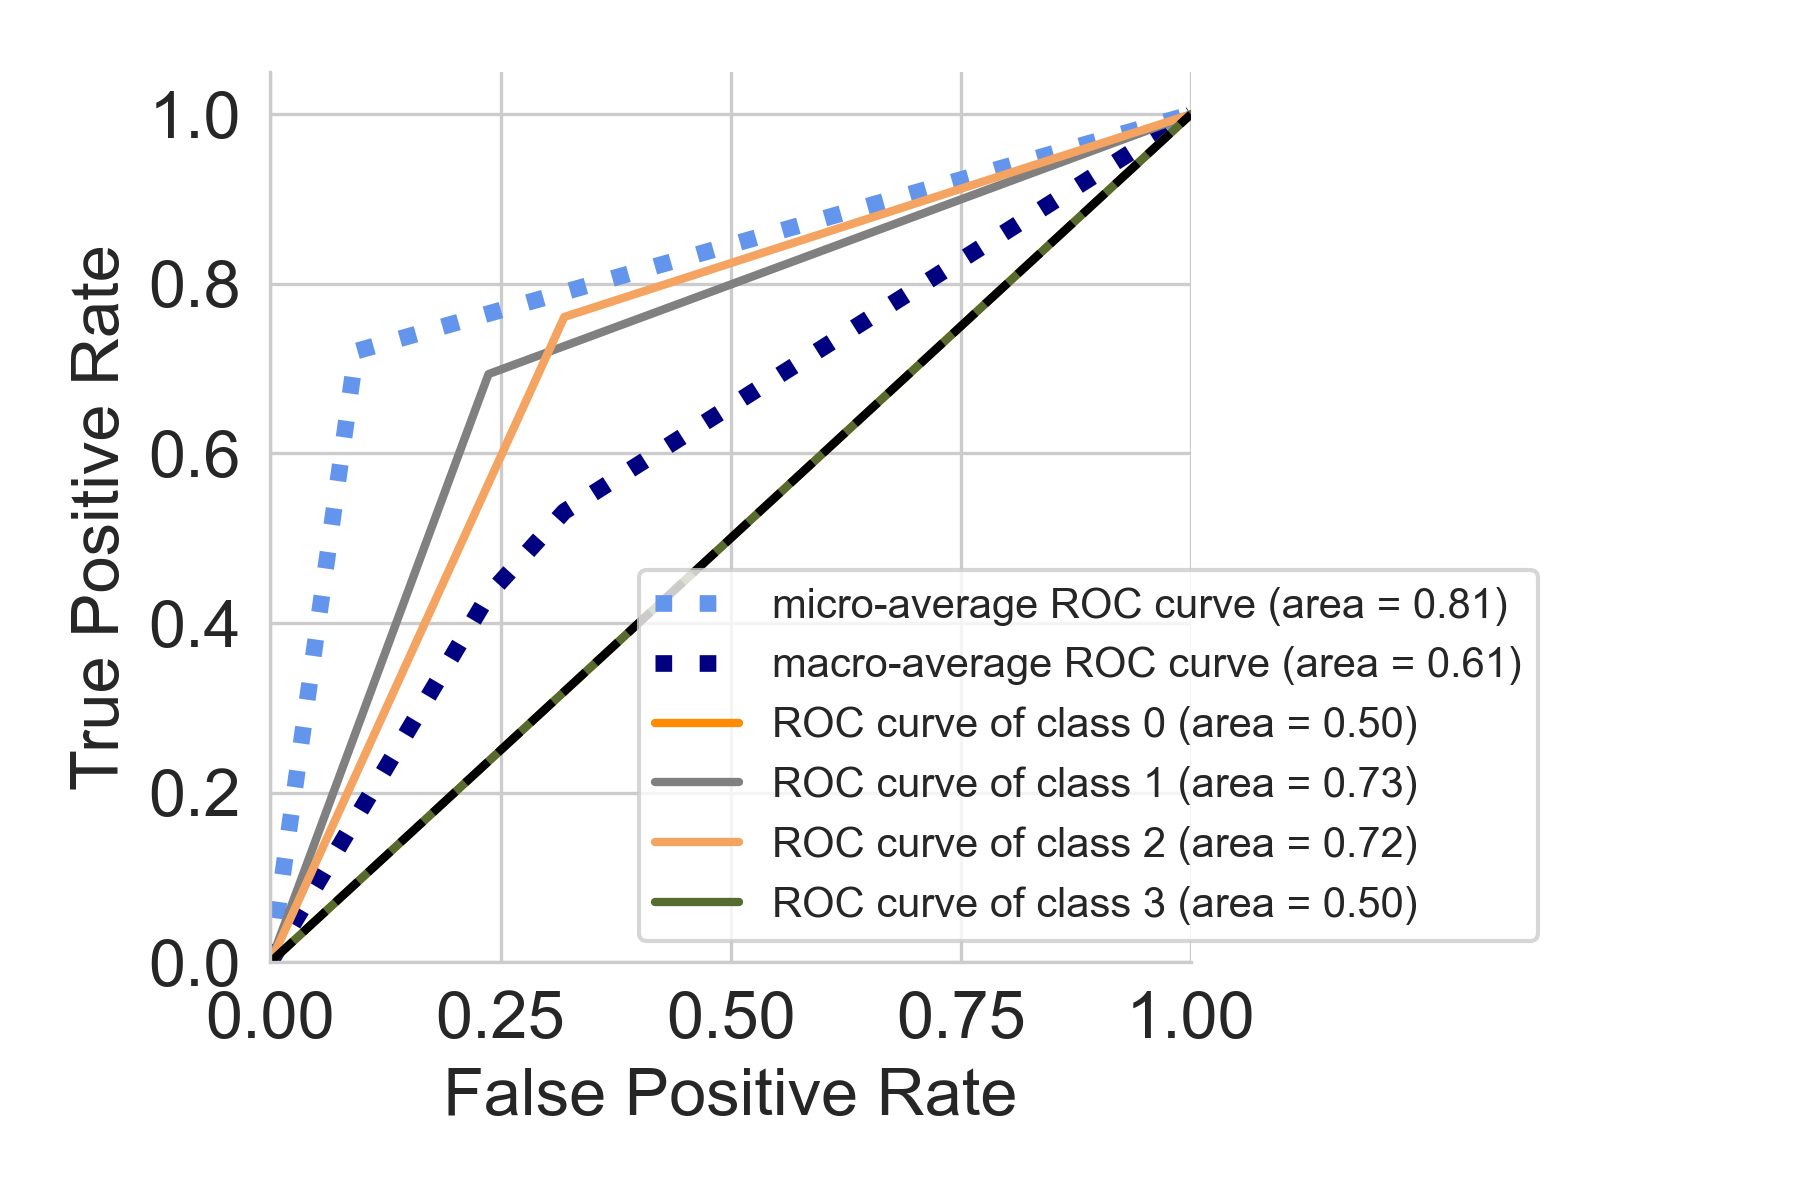 1.0
0.8
0.6
0.4
0.2
0.0
True Positive Rate
micro-average ROC curve (area = 0.81)
macro-average ROC curve (area = 0.61)
ROC curve of class 0 (area = 0.50)
ROC curve of class 1 (area = 0.73)
ROC curve of class 2 (area = 0.72)
ROC curve of class 3 (area = 0.50)
0.00 0.25 0.50 0.75 1.00
False Positive Rate